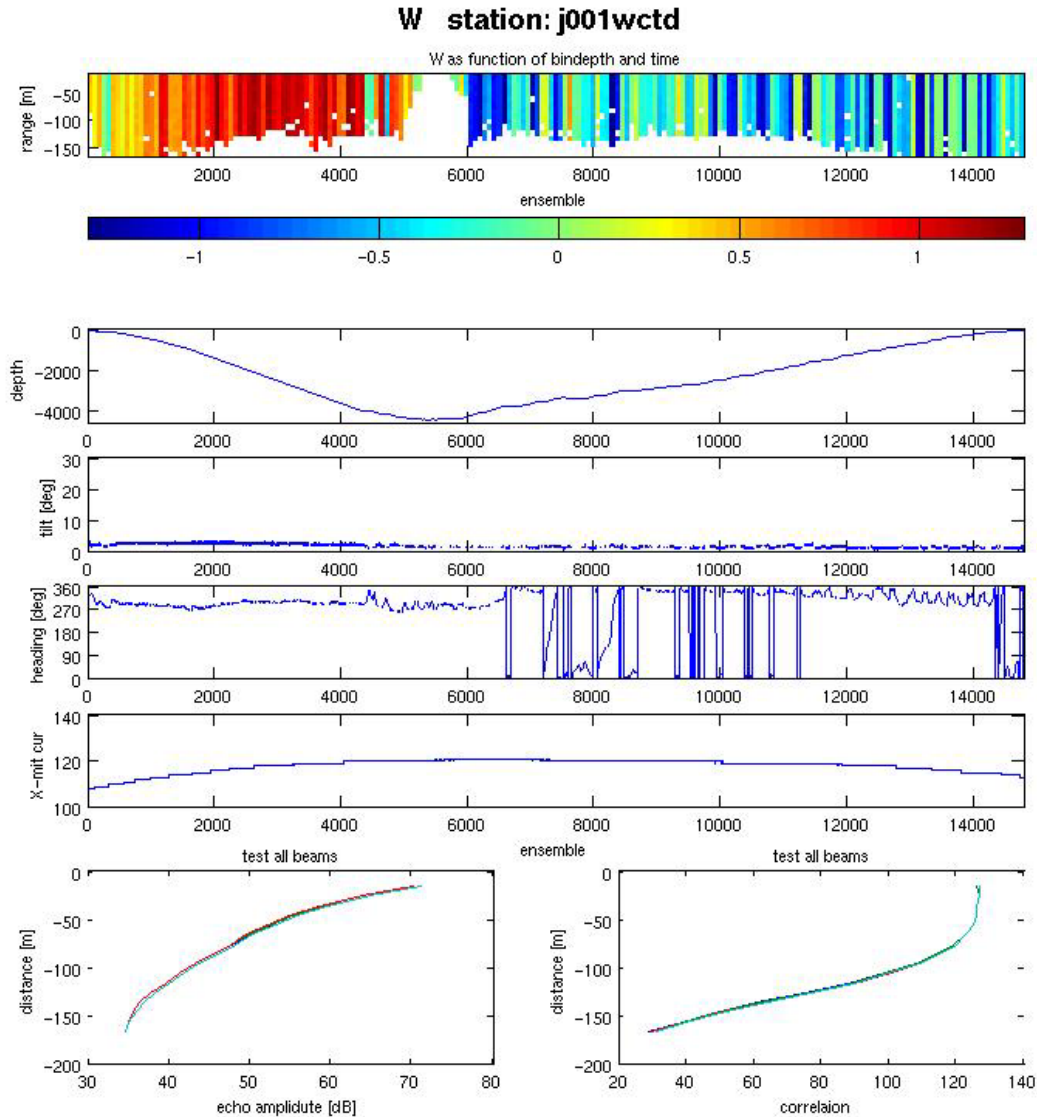 W station: j001wctd
W as function of bindepth and time
range [m]
-50
-100
-150
2000 4000 6000 8000 10000 12000 14000
ensemble
-1 -0.5 0 0.5 1
depth
0
-2000
-4000
0 2000 4000 6000 8000 10000 12000 14000
tilt [deg]
30
20
10
0
0 2000 4000 6000 8000 10000 12000 14000
heading [deg]
360
270
180
90
0
0 2000 4000 6000 8000 10000 12000 14000
X-mit cur
140
120
100
0 2000 4000 6000 8000 10000 12000 14000
ensemble
test all beams
distance [m]
0
-50
-100
-150
-200
30 40 50 60 70 80
echo amplidute [dB]
test all beams
distance [m]
0
-50
-100
-150
-200
20 40 60 80 100 120 140
correlaion